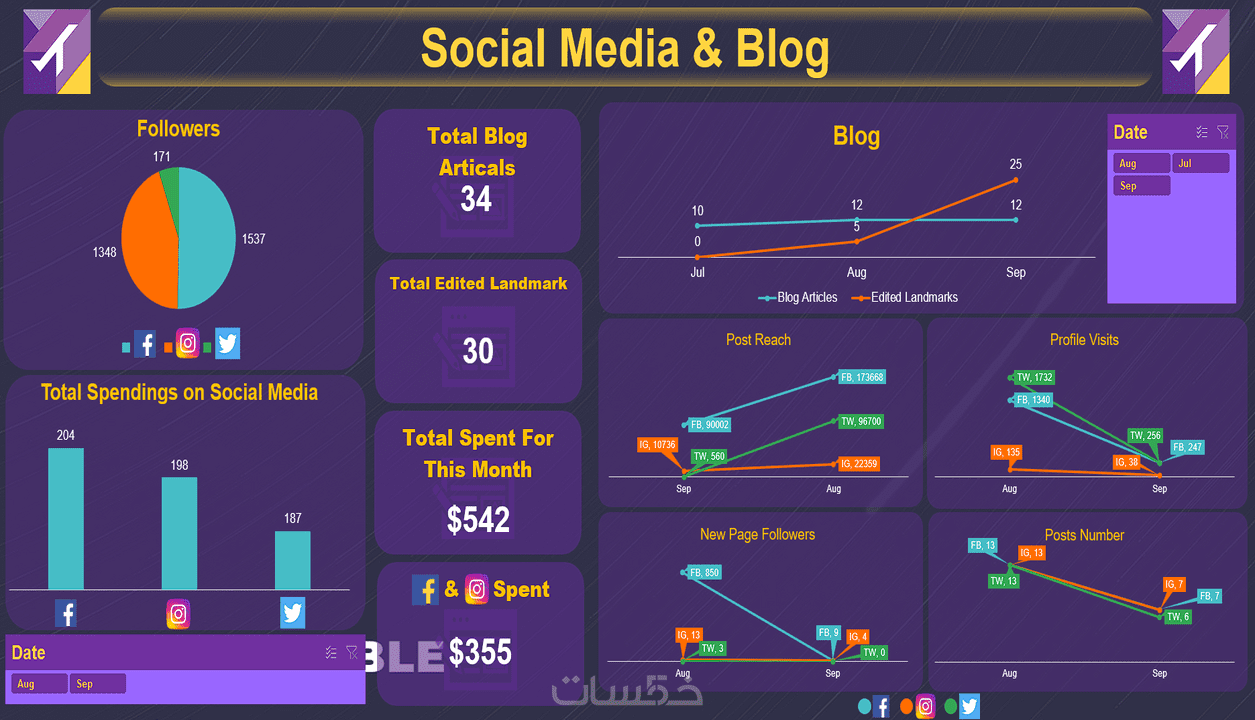 Social Media & Blog
Followers
171
1348
1537
Total Spendings on Social Media
204
198
187
Date
Aug
Sep
Total Blog
Articals
34
Total Edited Landmark
30
Total Spent For
This Month
$542
& Spent
$355
BLE
Blog
10
12
12
0
5
25
Jul
Aug
Sep
Blog Articles
Edited Landmarks
Date
Aug
Jul
Sep
Post Reach
FB, 173668
FB, 90002
TW, 96700
IG, 10736
TW, 560
IG, 22359
Sep
Aug
Profile Visits
TW, 1732
FB, 1340
TW, 256
FB, 247
IG, 135
IG, 38
Aug
Sep
New Page Followers
FB, 850
IG, 13
TW, 3
FB, 9
IG, 4
TW, 0
Aug
Sep
Posts Number
FB, 13
IG, 13
TW, 13
IG, 7
FB, 7
TW, 6
Aug
Sep
خمسات